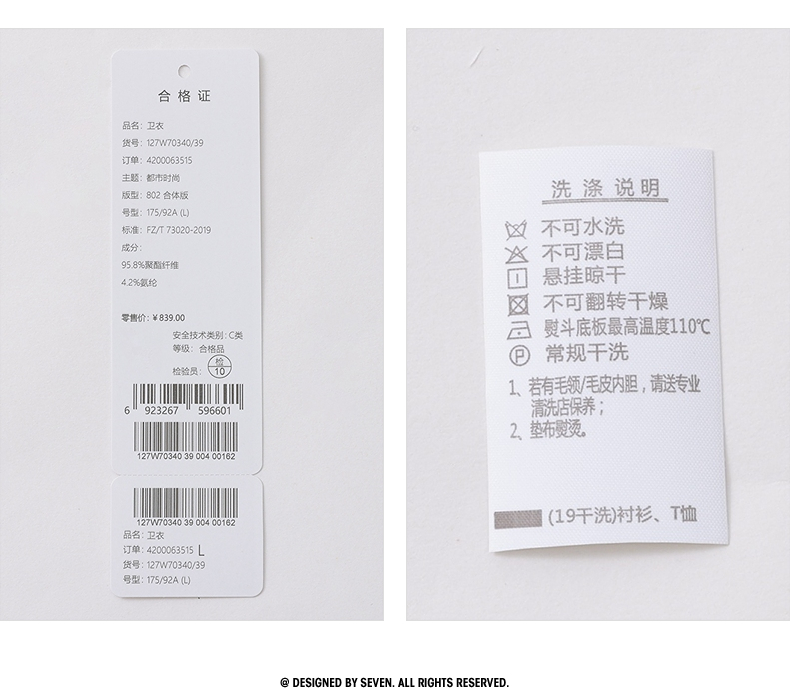 合格证
品名: 卫衣
货号: 127W70340/39
订单: 4200063515
主题: 都市时尚
版型: 802 合体版
号型: 175/92A (L)
标准: FZ/T 73020-2019
成分:
95.8%聚酯纤维
4.2%氨纶
零售价: ¥839.00
安全技术类别: C类
等级: 合格品
检验员: 检 10
6 923267 596601
127W70340 39 004 00162
127W70340 39 004 00162
品名: 卫衣
订单: 4200063515 L
货号: 127W70340/39
号型: 175/92A (L)
洗涤说明
不可水洗
不可漂白
悬挂晾干
不可翻转干燥
熨斗底板最高温度110℃
P 常规干洗
1、若有毛领/毛皮内胆，请送专业
清洗店保养；
2、垫布熨烫。
(19干洗)衬衫、T恤
@ DESIGNED BY SEVEN. ALL RIGHTS RESERVED.